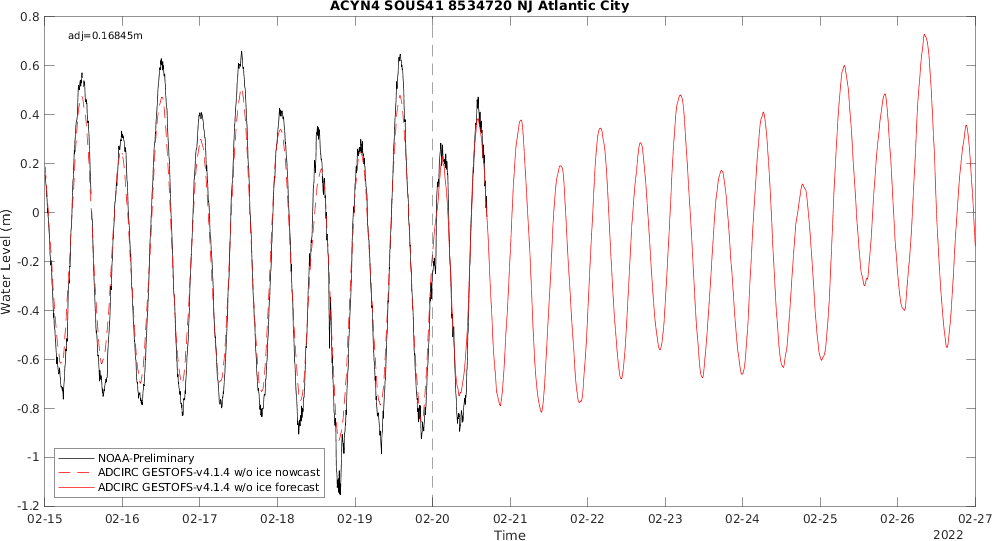 ACYN4 SOUS41 8534720 NJ Atlantic City
adj=0.16845m
0.8
0.6
0.4
0.2
0
-0.2
-0.4
-0.6
-0.8
-1
-1.2
Water Level (m)
NOAA-Preliminary
ADCIRC GESTOFS-v4.1.4 w/o ice nowcast
ADCIRC GESTOFS-v4.1.4 w/o ice forecast
02-15 02-16 02-17 02-18 02-19 02-20 02-21 02-22 02-23 02-24 02-25 02-26 02-27
Time
2022